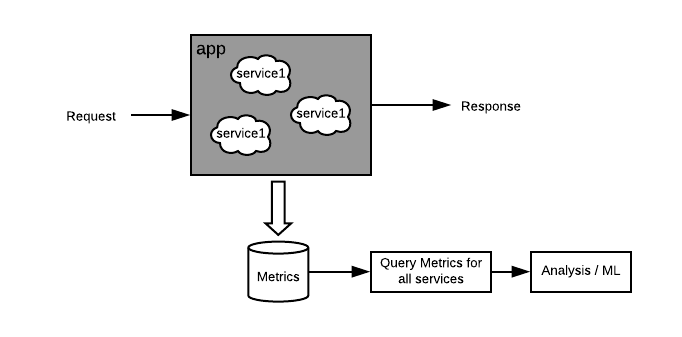 app
service1
service1
service1
Request
Response
Metrics
Query Metrics for
all services
Analysis / ML